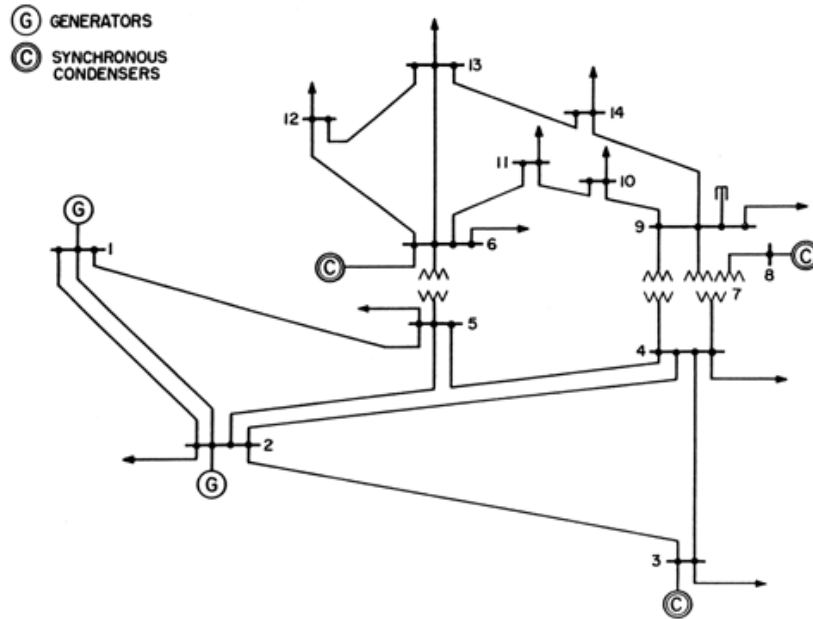 G GENERATORS
C SYNCHRONOUS
CONDENSERS
13
12
14
11
10
G
1
6
9
C
8
C
7
5
4
2
G
3
C